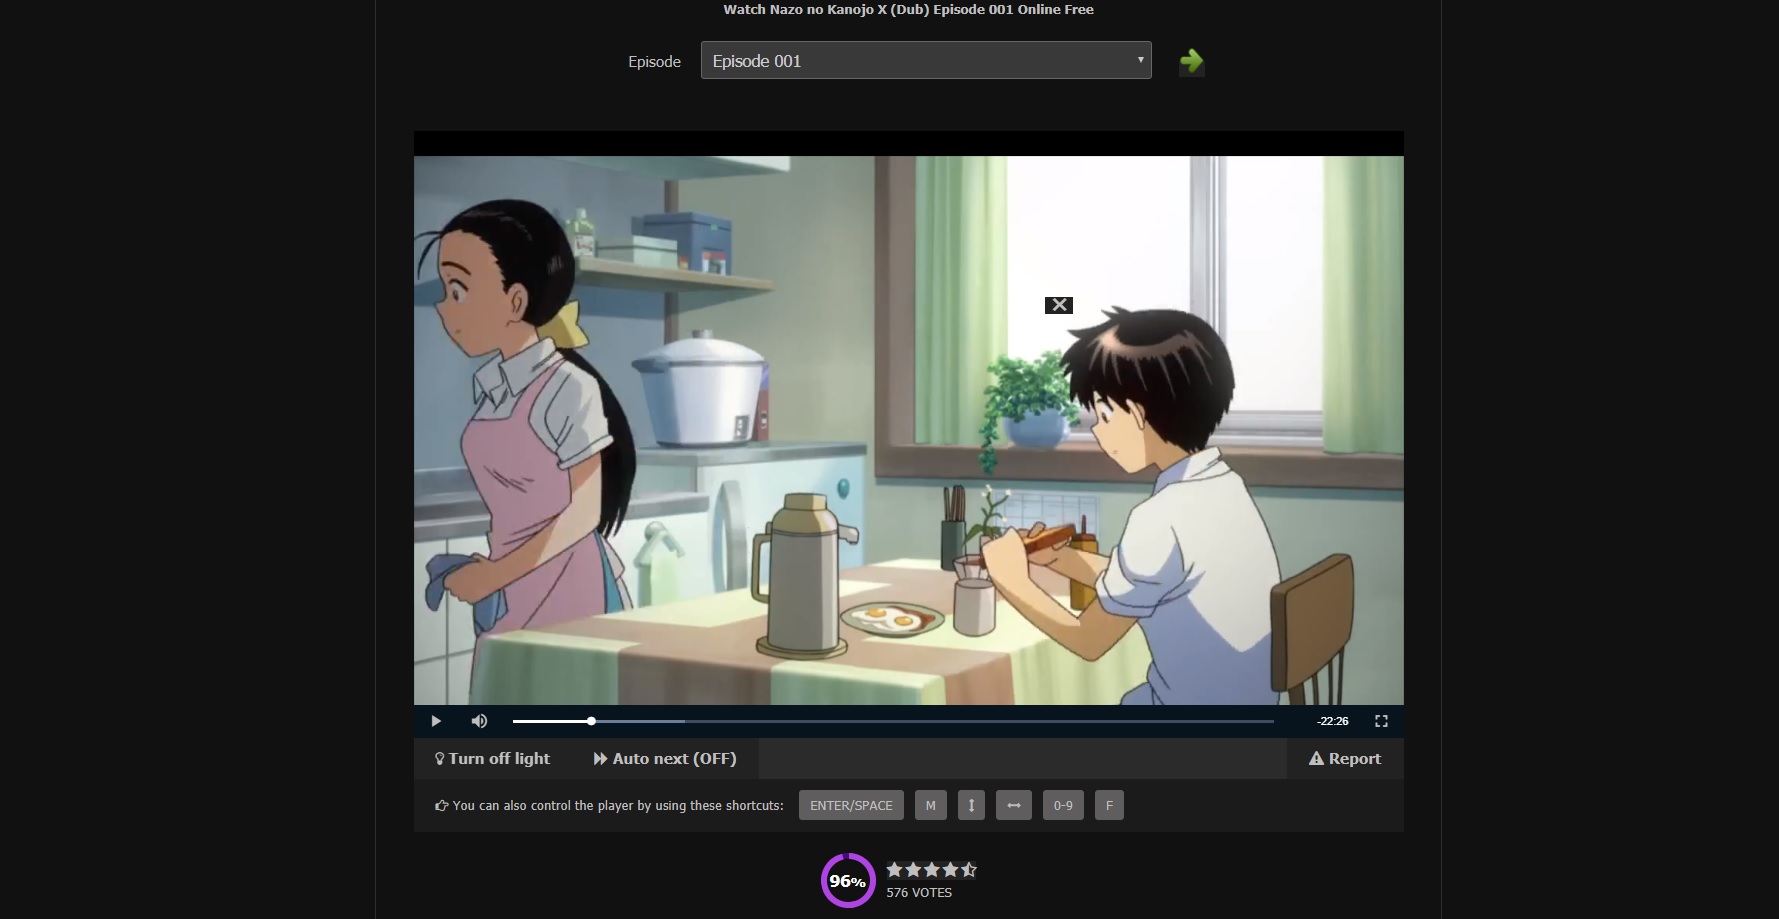 Watch Nazo no Kanojo X (Dub) Episode 001 Online Free
Episode
Episode 001
-22:26
Turn off light
Auto next (OFF)
Report
You can also control the player by using these shortcuts:
ENTER/SPACE
M
0-9
F
96%
576 VOTES